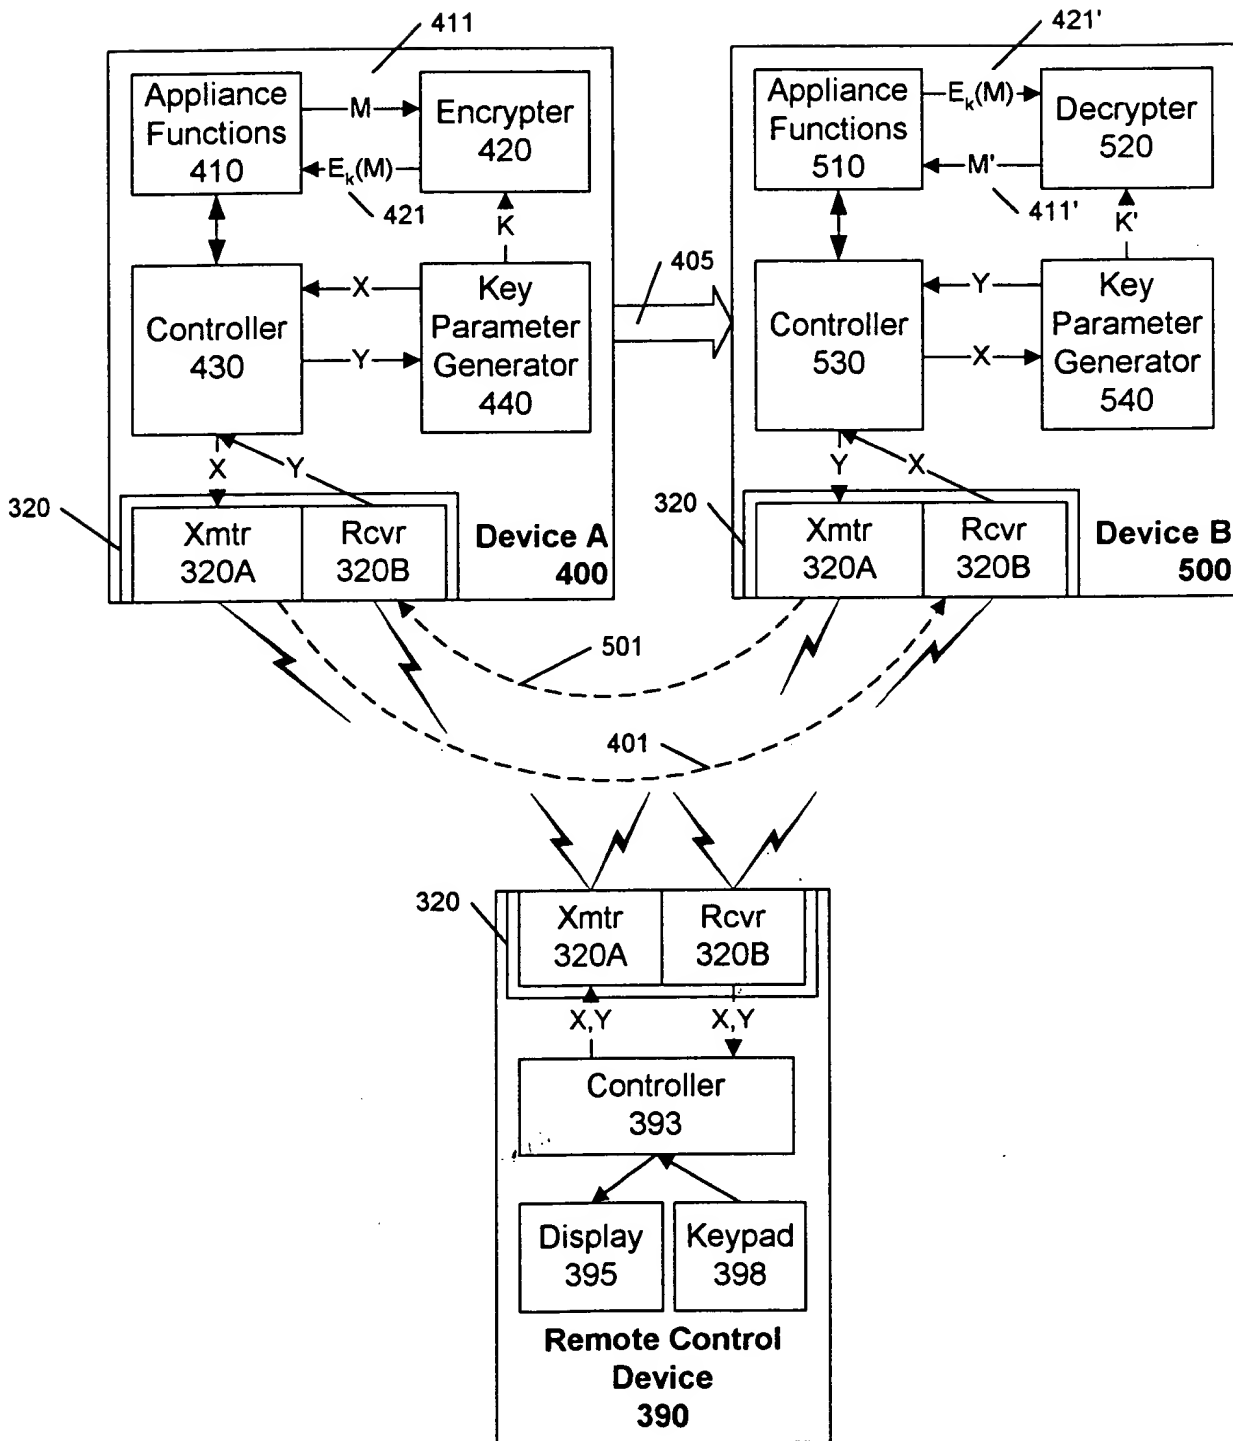 411
421'
Appliance
Functions
410
M
E_k(M)
421
Encrypter
420
K
Controller
430
X
Y
Key
Parameter
Generator
440
X
Y
320
Xmtr
320A
Rcvr
320B
Device A
400
405
Appliance
Functions
510
E_k(M)
M'
411'
Decrypter
520
K'
Controller
530
Y
X
Key
Parameter
Generator
540
Y
X
320
Xmtr
320A
Rcvr
320B
Device B
500
501
401
320
Xmtr
320A
Rcvr
320B
X,Y
X,Y
Controller
393
Display
395
Keypad
398
Remote Control
Device
390